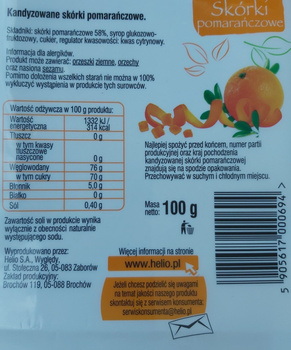 Kandyzowane skórki pomarańczowe.
Składniki: skórki pomarańczowe 58%, syrop glukozowo-
fruktozowy, cukier, regulator kwasowości: kwas cytrynowy.
Informacja dla alergików.
Produkt może zawierać: orzeszki ziemne, orzechy
oraz nasiona sezamu.
Pomimo dołożenia wszelkich starań nie można w 100%
wykluczyć wystąpienia w produkcie tych surowców.
Skórki
pomarańczowe
Wartość odżywcza w 100 g produktu:
Wartość energetyczna 1332 kJ / 314 kcal
Tłuszcz 0 g
w tym kwasy tłuszczowe nasycone 0 g
Węglowodany 76 g
w tym cukry 70 g
Błonnik 5,0 g
Białko 0 g
Sól 0,40 g
Zawartość soli w produkcie wynika
wyłącznie z obecności naturalnie
występującego sodu.
Wyprodukowano przez:
Helio S.A., Wyględy,
ul. Stołeczna 26, 05-083 Zaborów
Zakład produkcyjny:
Brochów 119, 05-088 Brochów
Najlepiej spożyć przed końcem, numer partii
produkcyjnej oraz kraj pochodzenia
kandyzowanej skórki pomarańczowej
znajdują się na spodzie opakowania.
Przechowywać w suchym i chłodnym miejscu.
Masa
netto: 100 g
Więcej informacji na stronie
www.helio.pl
Jeżeli chcesz podzielić się uwagami
na temat jakości naszego produktu
skontaktuj się z serwisem konsumenta:
serwiskonsumenta@helio.pl
5 905617 000694 >